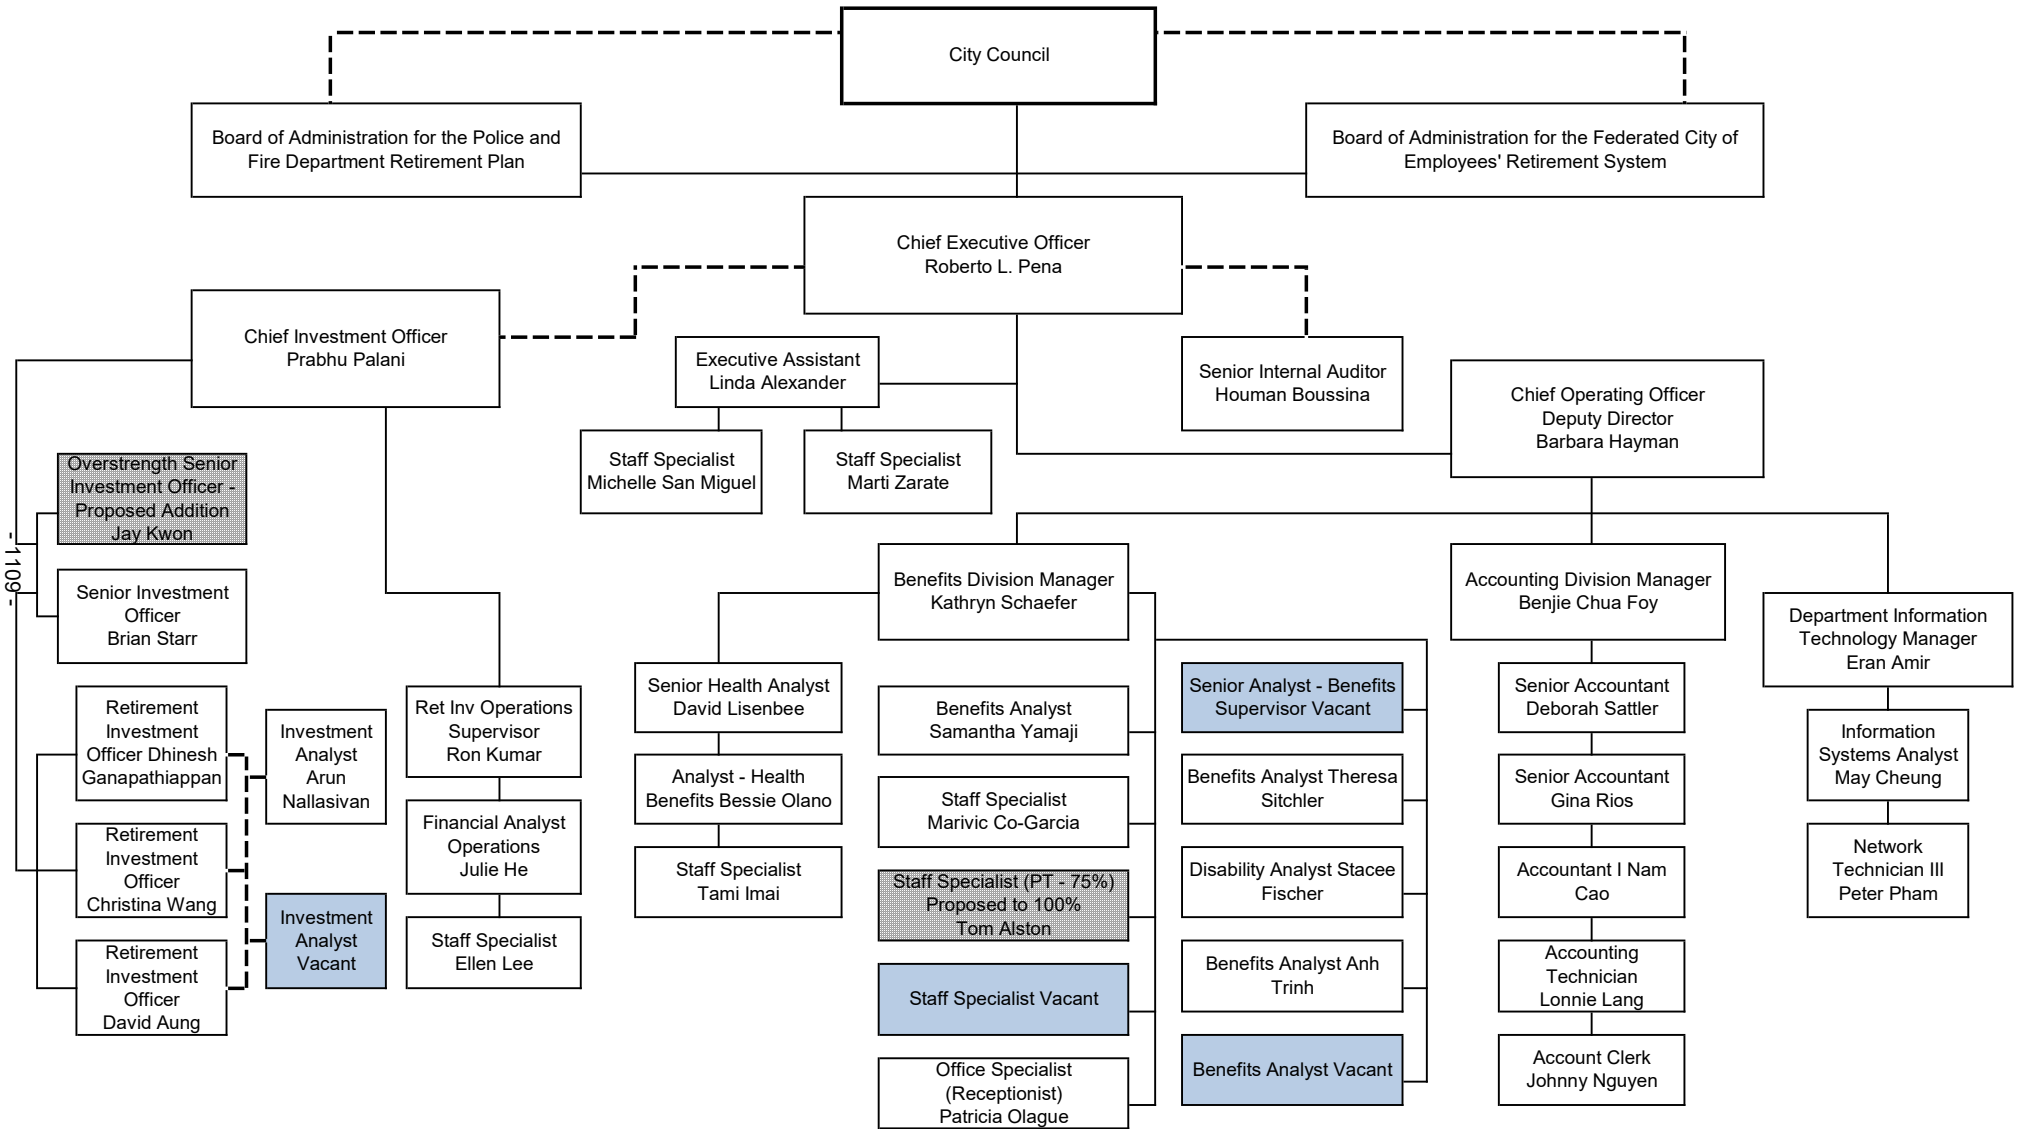 City Council
Board of Administration for the Police and
Fire Department Retirement Plan
Board of Administration for the Federated City of
Employees' Retirement System
Chief Executive Officer
Roberto L. Pena
Chief Investment Officer
Prabhu Palani
Executive Assistant
Linda Alexander
Senior Internal Auditor
Houman Boussina
Chief Operating Officer
Deputy Director
Barbara Hayman
Staff Specialist
Michelle San Miguel
Staff Specialist
Marti Zarate
Overstrength Senior
Investment Officer -
Proposed Addition
Jay Kwon
- 1109 -
Senior Investment
Officer
Brian Starr
Benefits Division Manager
Kathryn Schaefer
Accounting Division Manager
Benjie Chua Foy
Department Information
Technology Manager
Eran Amir
Retirement
Investment
Officer Dhinesh
Ganapathiappan
Investment
Analyst
Arun
Nallasivan
Retirement
Investment
Officer
Christina Wang
Investment
Analyst
Vacant
Retirement
Investment
Officer
David Aung
Ret Inv Operations
Supervisor
Ron Kumar
Financial Analyst
Operations
Julie He
Staff Specialist
Ellen Lee
Senior Health Analyst
David Lisenbee
Analyst - Health
Benefits Bessie Olano
Staff Specialist
Tami Imai
Benefits Analyst
Samantha Yamaji
Staff Specialist
Marivic Co-Garcia
Staff Specialist (PT - 75%)
Proposed to 100%
Tom Alston
Staff Specialist Vacant
Office Specialist
(Receptionist)
Patricia Olague
Senior Analyst - Benefits
Supervisor Vacant
Benefits Analyst Theresa
Sitchler
Disability Analyst Stacee
Fischer
Benefits Analyst Anh
Trinh
Benefits Analyst Vacant
Senior Accountant
Deborah Sattler
Senior Accountant
Gina Rios
Accountant I Nam
Cao
Accounting
Technician
Lonnie Lang
Account Clerk
Johnny Nguyen
Information
Systems Analyst
May Cheung
Network
Technician III
Peter Pham